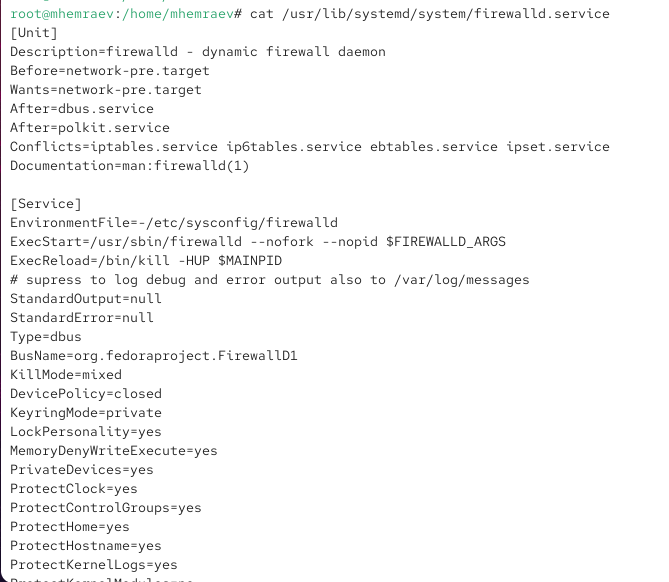 root@mhemraev:/home/mhemraev# cat /usr/lib/systemd/system/firewalld.service
[Unit]
Description=firewalld - dynamic firewall daemon
Before=network-pre.target
Wants=network-pre.target
After=dbus.service
After=polkit.service
Conflicts=iptables.service ip6tables.service ebtables.service ipset.service
Documentation=man:firewalld(1)

[Service]
EnvironmentFile=-/etc/sysconfig/firewalld
ExecStart=/usr/sbin/firewalld --nofork --nopid $FIREWALLD_ARGS
ExecReload=/bin/kill -HUP $MAINPID
# supress to log debug and error output also to /var/log/messages
StandardOutput=null
StandardError=null
Type=dbus
BusName=org.fedoraproject.FirewallD1
KillMode=mixed
DevicePolicy=closed
KeyringMode=private
LockPersonality=yes
MemoryDenyWriteExecute=yes
PrivateDevices=yes
ProtectClock=yes
ProtectControlGroups=yes
ProtectHome=yes
ProtectHostname=yes
ProtectKernelLogs=yes